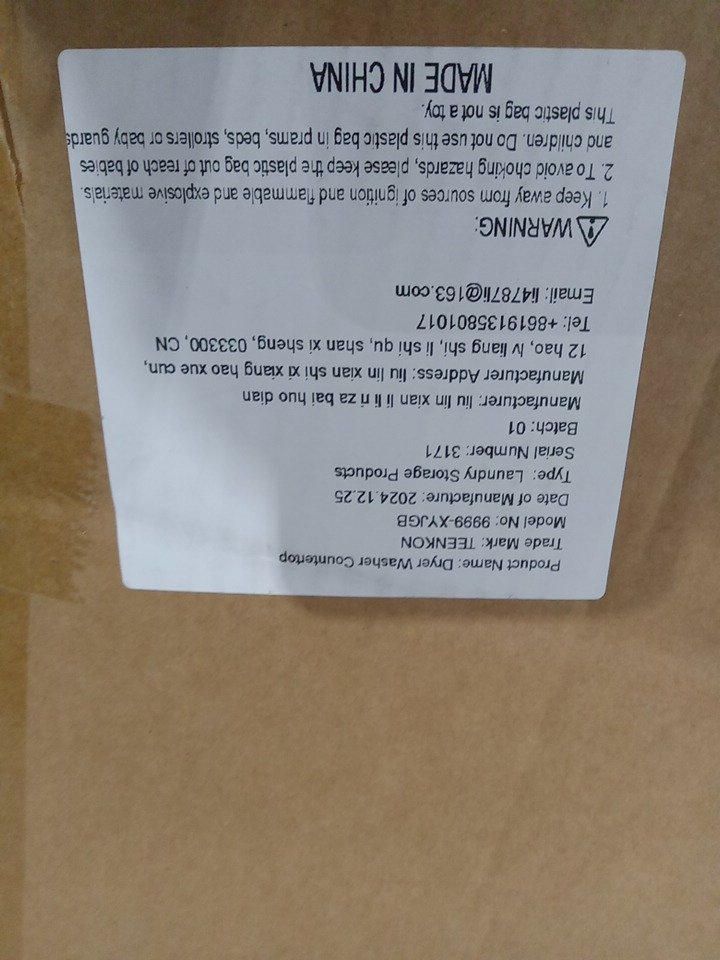 Product Name: Dryer Washer Countertop
Trade Mark: TEENKON
Model No: 9999-XYJGB
Date of Manufacture: 2024.12.25
Type: Laundry Storage Products
Serial Number: 3171
Batch: 01
Manufacturer: liu lin xian li li ri za bai huo dian
Manufacturer Address: liu lin xian shi xi xiang hao xue cun,
12 hao, lv liang shi, li shi qu, shan xi sheng, 033300, CN
Tel: +8619135801017
Email: li4787li@163.com
WARNING:
1. Keep away from sources of ignition and flammable and explosive materials.
2. To avoid choking hazards, please keep the plastic bag out of reach of babies
and children. Do not use this plastic bag in prams, beds, strollers or baby guards
This plastic bag is not a toy.
MADE IN CHINA